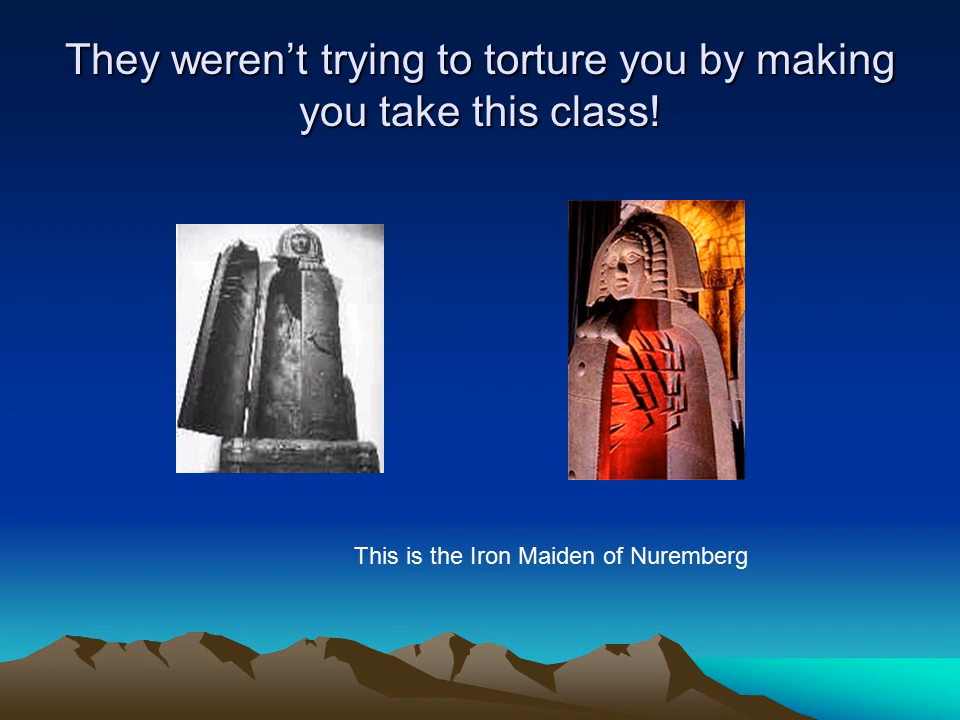 They weren’t trying to torture you by making
you take this class!
This is the Iron Maiden of Nuremberg